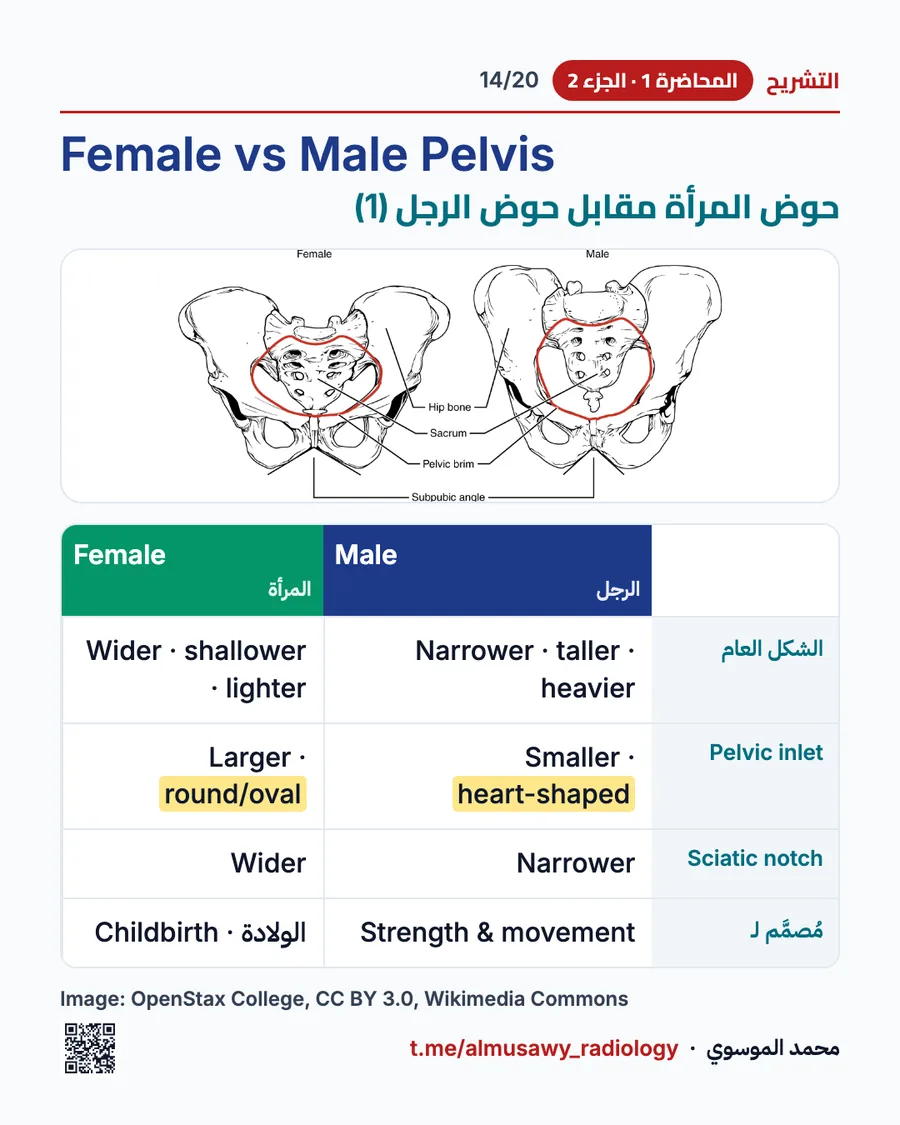 التشريح المحاضرة 1 · الجزء 2 14/20
Female vs Male Pelvis
حوض المرأة مقابل حوض الرجل (1)
Female
Male
Hip bone
Sacrum
Pelvic brim
Subpubic angle
Female
المرأة
Male
الرجل
الشكل العام
Narrower · taller ·
heavier
Wider · shallower
· lighter
Pelvic inlet
Smaller ·
heart-shaped
Larger ·
round/oval
Sciatic notch
Narrower
Wider
مُصمَّم لـ
Strength & movement
Childbirth · الولادة
Image: OpenStax College, CC BY 3.0, Wikimedia Commons
محمد الموسوي · t.me/almusawy_radiology